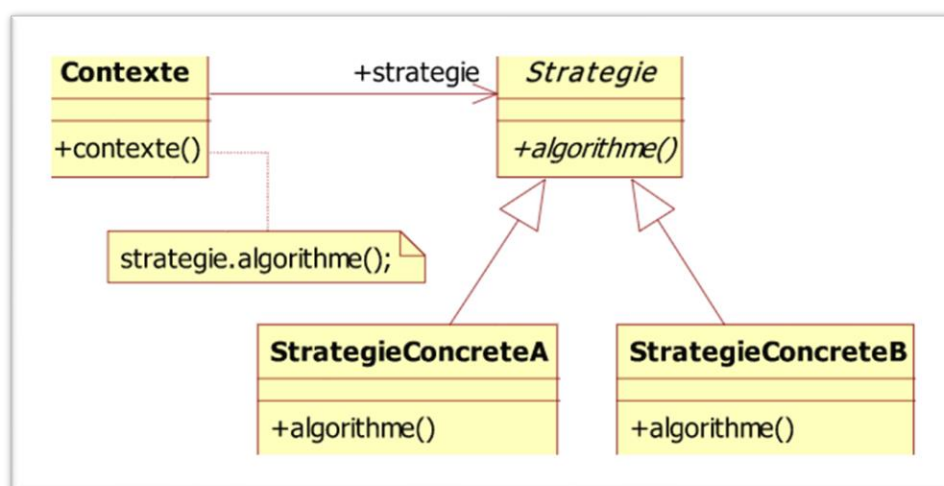 Contexte
+strategie
Strategie
+contexte()
+algorithme()
strategie.algorithme();
StrategieConcreteA
StrategieConcreteB
+algorithme()
+algorithme()